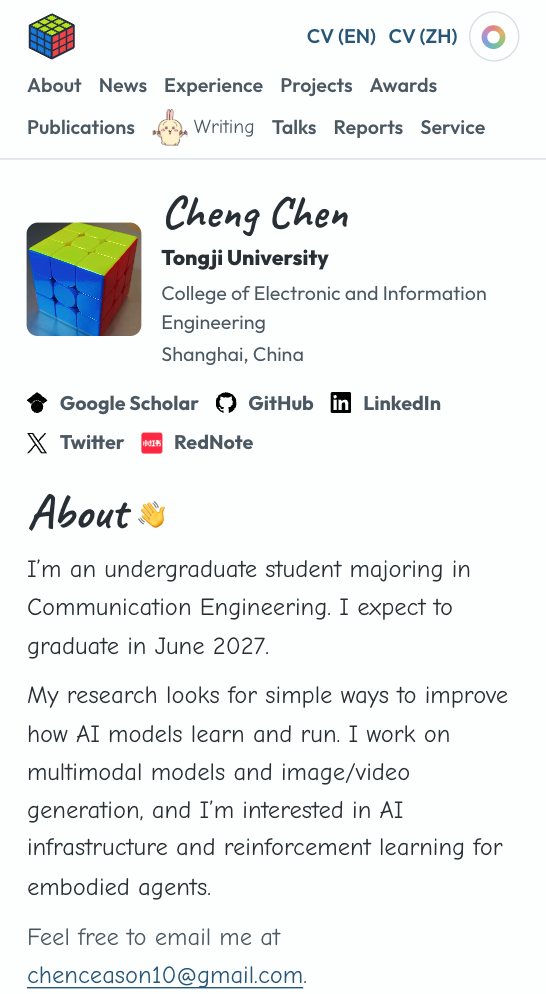 CV (EN) CV (ZH)
About News Experience Projects Awards
Publications Writing Talks Reports Service
Cheng Chen
Tongji University
College of Electronic and Information
Engineering
Shanghai, China
Google Scholar GitHub LinkedIn
Twitter 小红书 RedNote
About 👋
I'm an undergraduate student majoring in
Communication Engineering. I expect to
graduate in June 2027.
My research looks for simple ways to improve
how AI models learn and run. I work on
multimodal models and image/video
generation, and I'm interested in AI
infrastructure and reinforcement learning for
embodied agents.
Feel free to email me at
chenceason10@gmail.com.